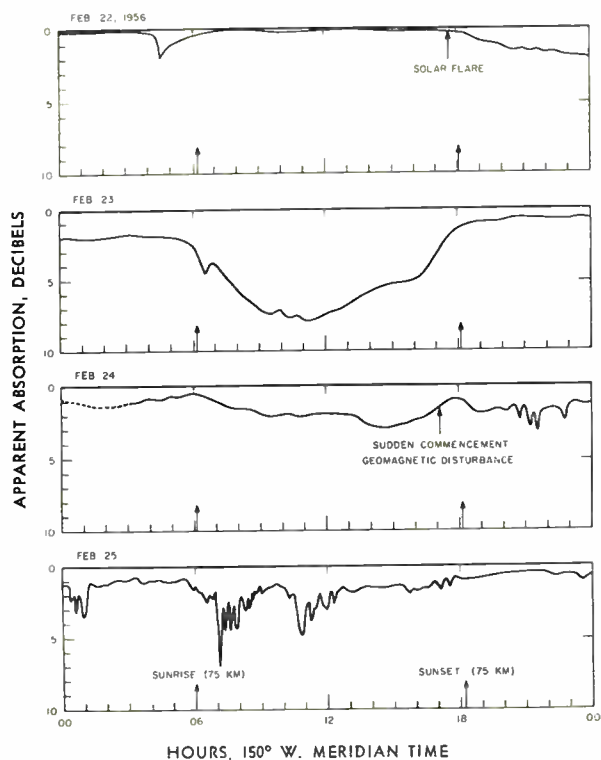 FEB 22, 1956
0
SOLAR FLARE
5
10
FEB 23
0
5
10
FEB 24
0
SUDDEN COMMENCEMENT
GEOMAGNETIC DISTURBANCE
5
10
FEB 25
0
5
SUNRISE (75 KM)
SUNSET (75 KM)
10
00
06
12
18
00
APPARENT ABSORPTION, DECIBELS
HOURS, 150° W. MERIDIAN TIME